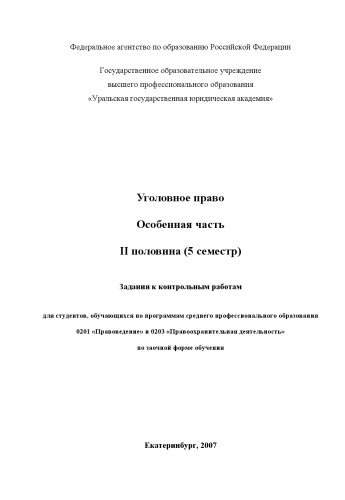 Федеральное агентство по образованию Российской Федерации
Государственное образовательное учреждение
высшего профессионального образования
«Уральская государственная юридическая академия»
Уголовное право
Особенная часть
II половина (5 семестр)
Задания к контрольным работам
для студентов, обучающихся по программам среднего профессионального образования
0201 «Правоведение» и 0203 «Правоохранительная деятельность»
по заочной форме обучения
Екатеринбург, 2007